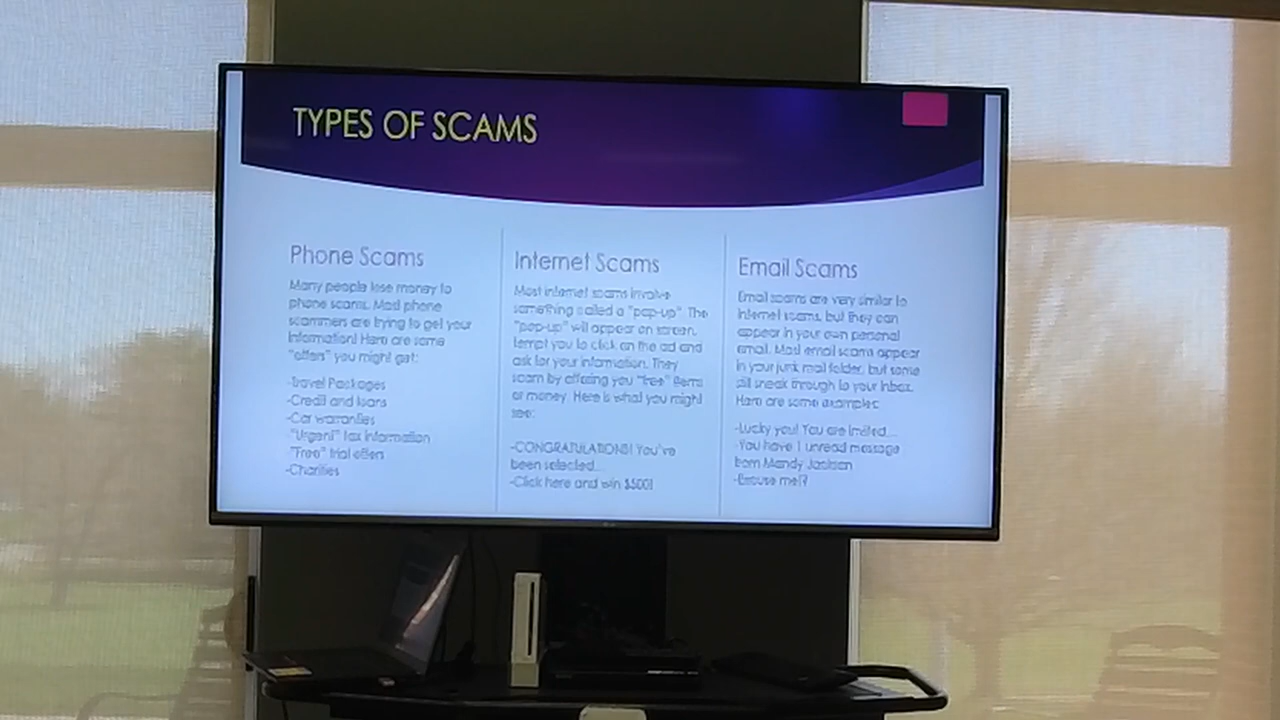 TYPES OF SCAMS
Phone Scams
Many people lose money to
phone scams. Most phone
scammers are trying to get your
information! Here are some
"offers" you might get:
-Travel Packages
-Credit and loans
-Car warranties
-"Urgent" tax information
"Free" trial offers
-Charities
Internet Scams
Most internet scams involve
something called a "pop-up" The
"pop-up" will appear on screen,
tempt you to click on the ad and
ask for your information. They
scam by offering you "free" items
or money. Here is what you might
see:
-CONGRATULATIONS! You've
been selected...
-Click here and win $500!
Email Scams
Email scams are very similar to
internet scams, but they can
appear in your own personal
email. Most email scams appear
in your junk mail folder, but some
still sneak through to your inbox.
Here are some examples:
-Lucky you! You are invited...
-You have 1 unread message
from Mandy Jackson
-Excuse me!?